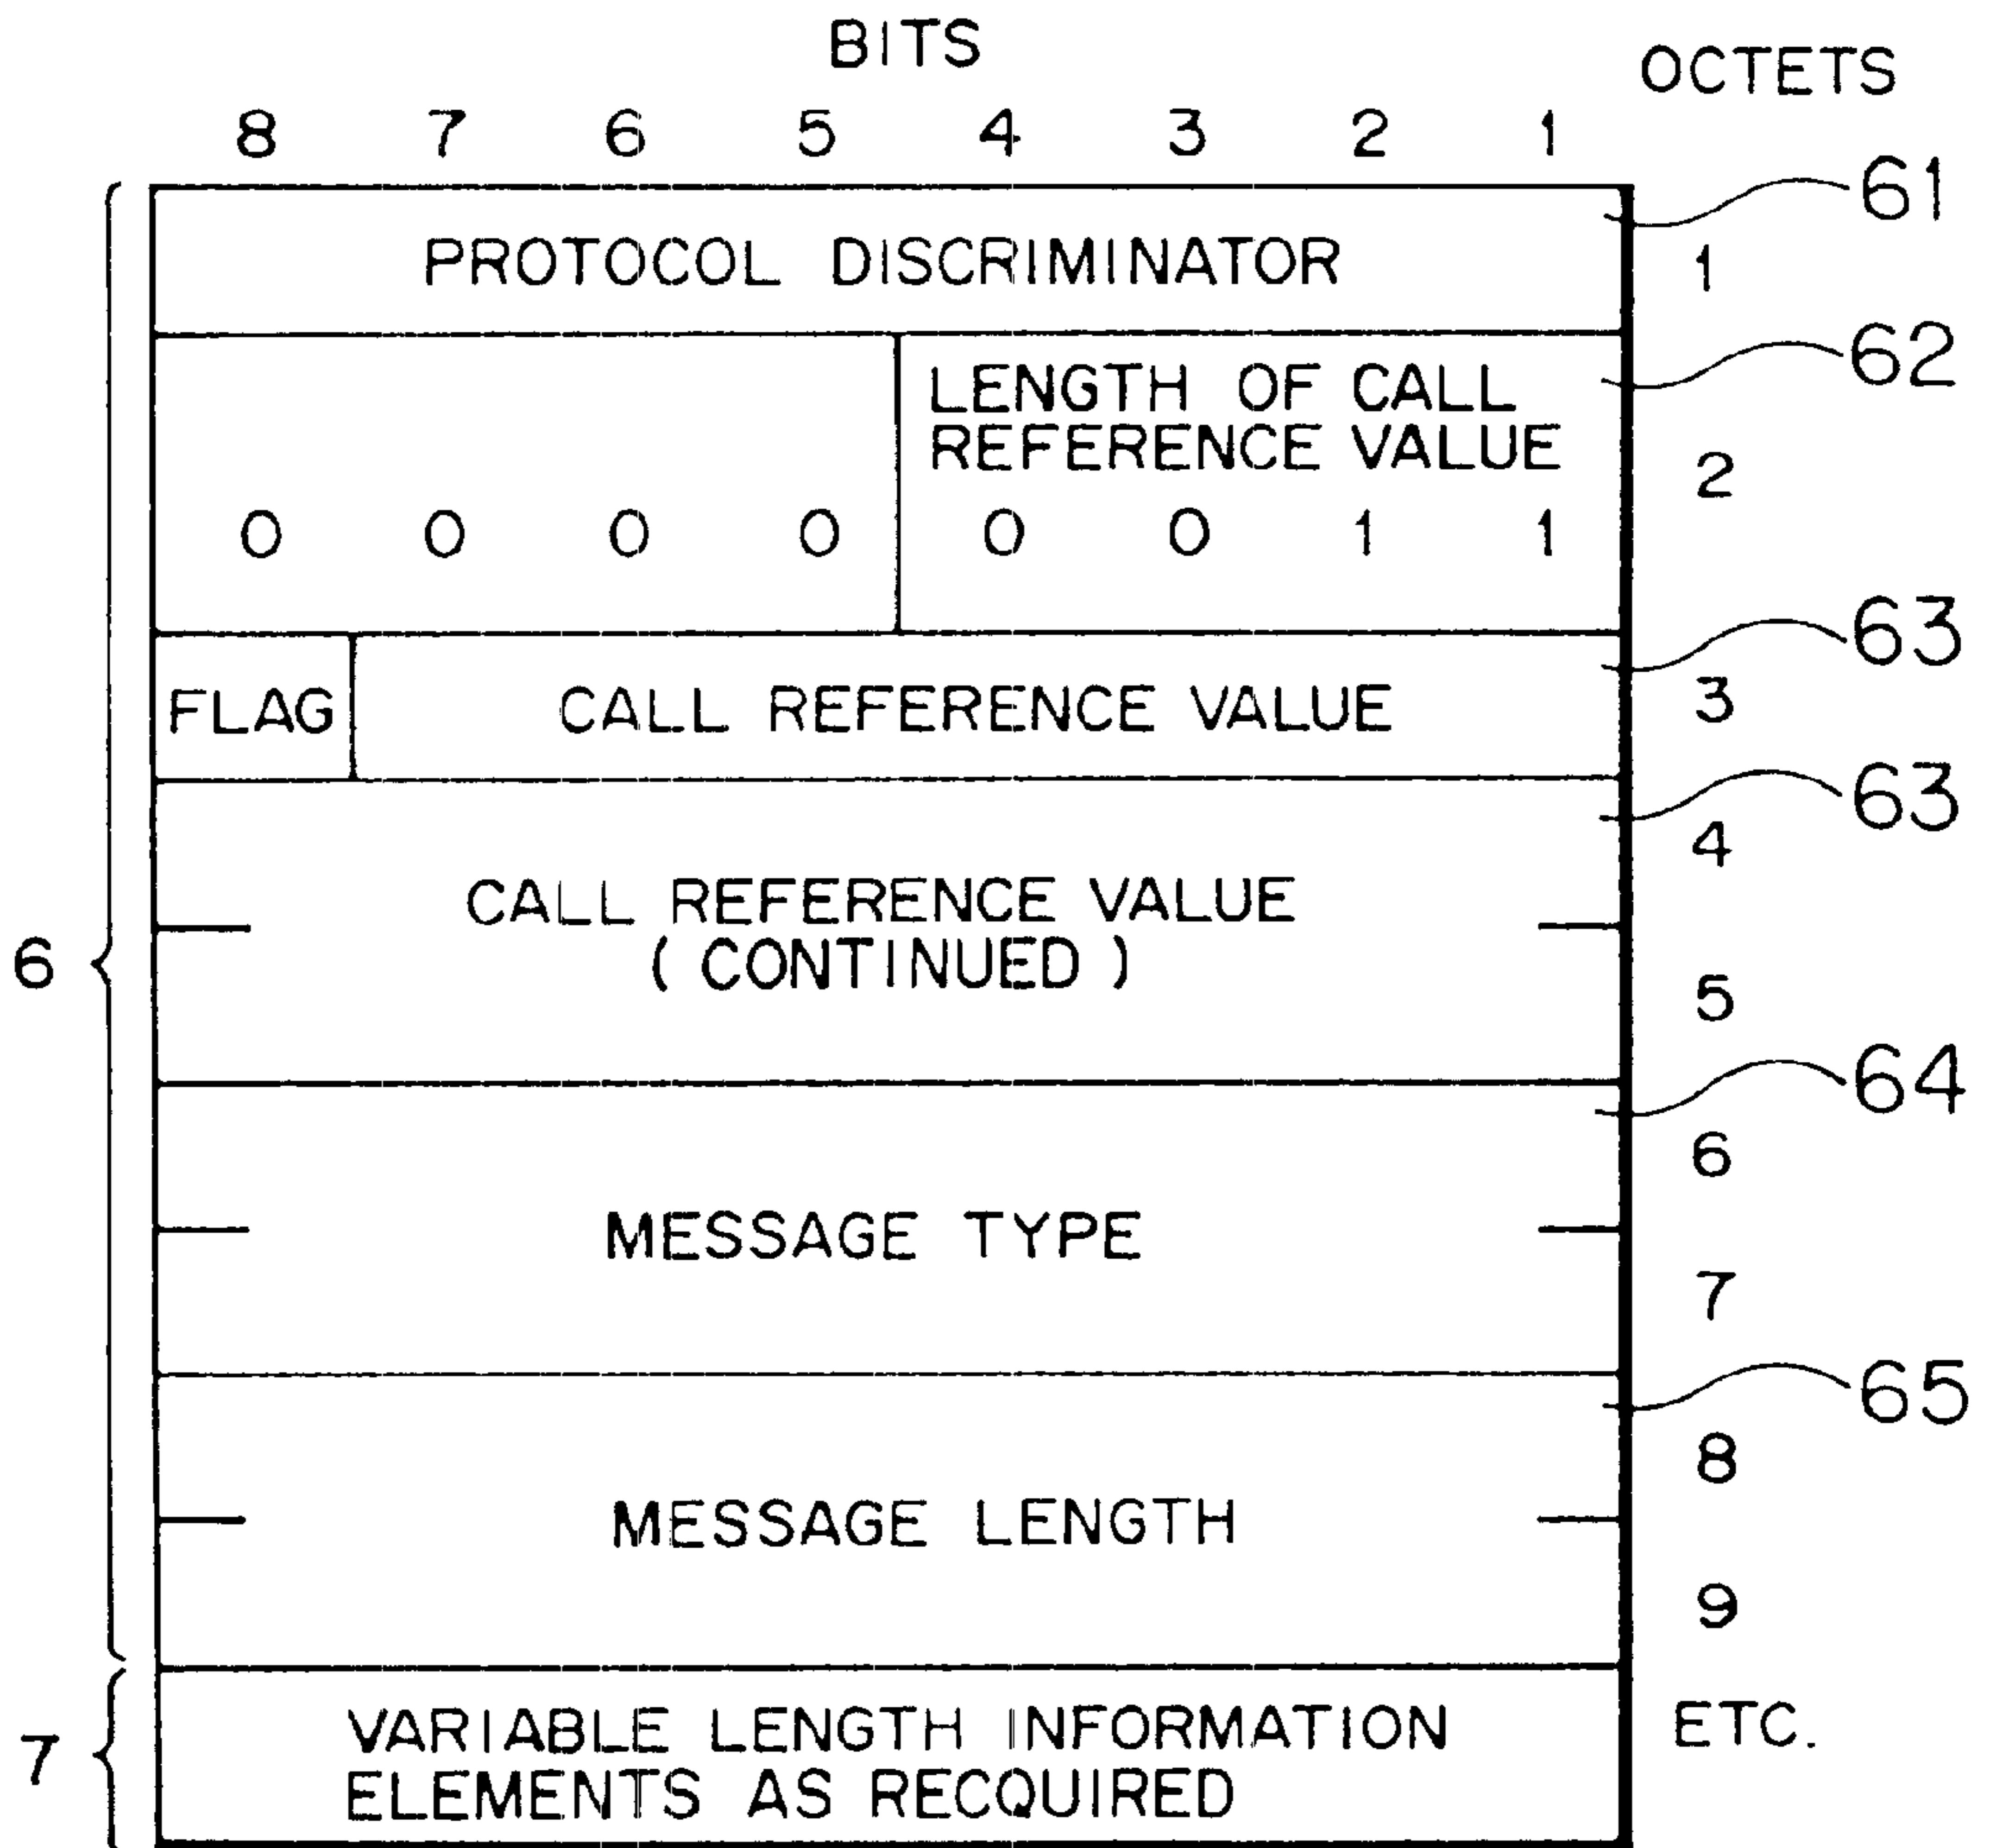 BITS
OCTETS
8 7 6 5 4 3 2 1
61
PROTOCOL DISCRIMINATOR
1
62
LENGTH OF CALL
REFERENCE VALUE
2
0 0 0 0 0 0 1 1
63
FLAG CALL REFERENCE VALUE
3
63
4
CALL REFERENCE VALUE
( CONTINUED )
6
5
64
6
MESSAGE TYPE
7
65
8
MESSAGE LENGTH
9
VARIABLE LENGTH INFORMATION
ELEMENTS AS RECQUIRED
ETC.
7